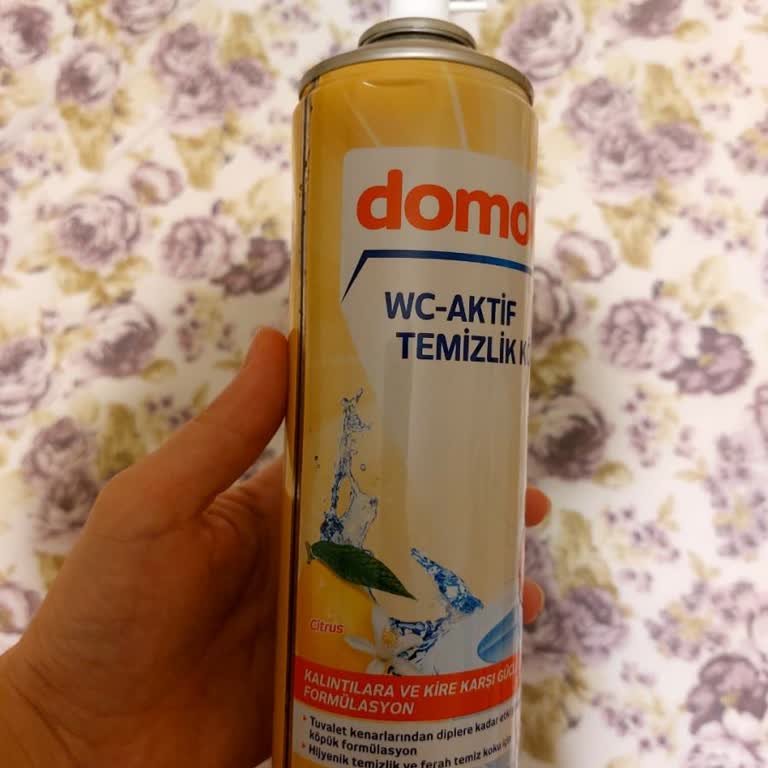 domo
WC-AKTİF
TEMİZLİK
Citrus
KALINTILARA VE KİRE KARŞI
FORMÜLASYON
Tuvalet kenarlarından diplere kadar
köpük formülasyon
Hijyenik temizlik ve ferah temiz koku için